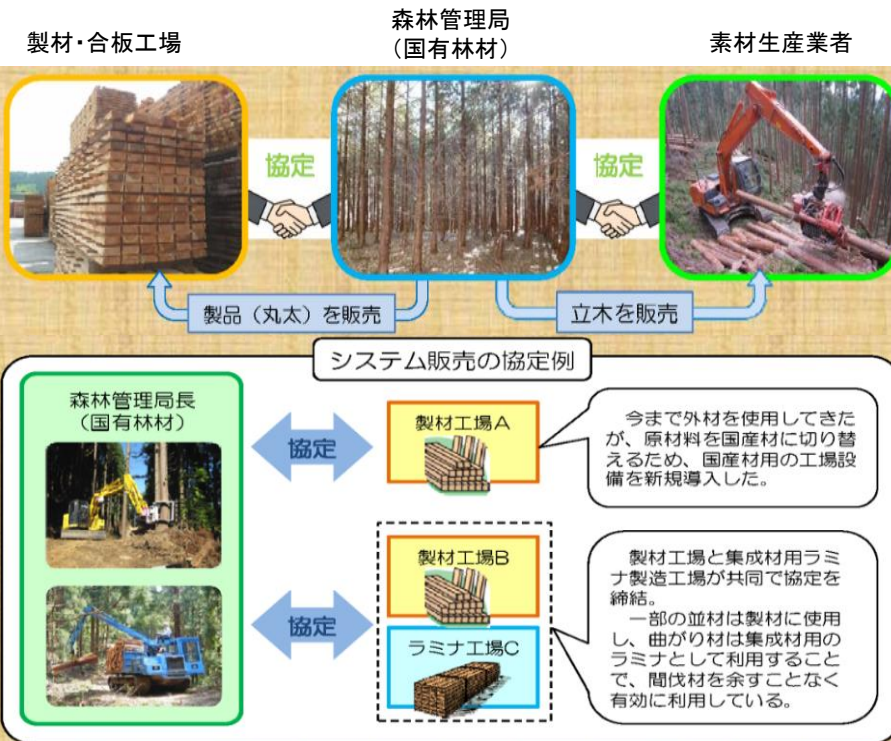 製材・合板工場
森林管理局
（国有林材）
素材生産業者
協定
協定
製品（丸太）を販売
立木を販売
システム販売の協定例
森林管理局長
（国有林材）
協定
製材工場A
今まで外材を使用してきた
が、原材料を国産材に切り替
えるため、国産材用の工場設
備を新規導入した。
協定
製材工場B
ラミナ工場C
製材工場と集成材用ラミ
ナ製造工場が共同で協定を
締結。
一部の並材は製材に使用
し、曲がり材は集成材用の
ラミナとして利用すること
で、間伐材を余すことなく
有効に利用している。